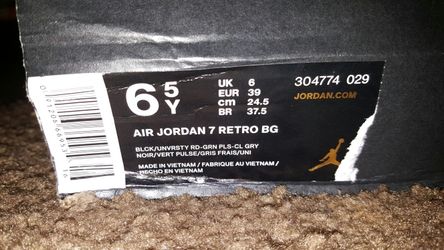 6 5 Y
UK 6
EUR 39
cm 24.5
BR 37.5
304774 029
JORDAN.COM
AIR JORDAN 7 RETRO BG
BLCK/UNVRSTY RD-GRN PLS-CL GRY
NOIR/VERT PULSE/GRIS FRAIS/UNI
MADE IN VIETNAM / FABRIQUE AU VIETNAM /
HECHO EN VIETNAM